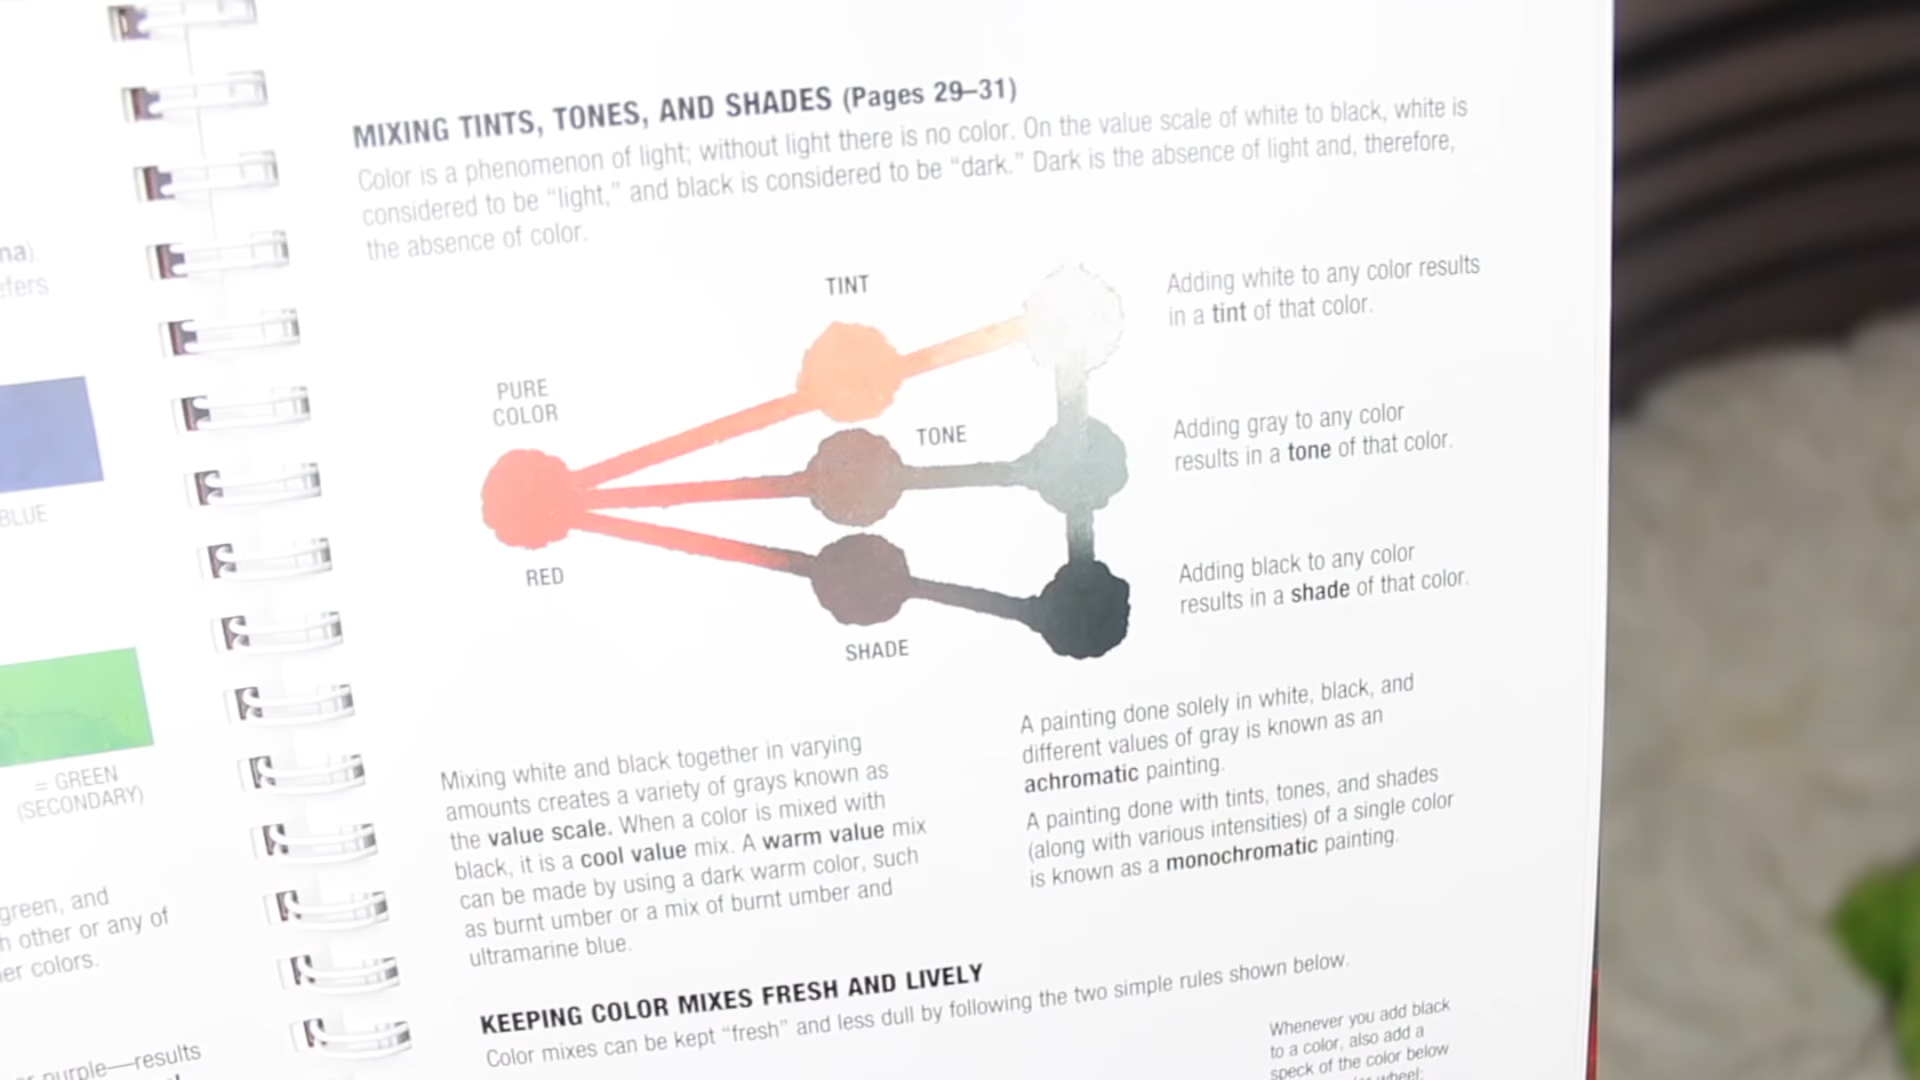 na).
efers
BLUE
= GREEN
(SECONDARY)
green, and
h other or any of
er colors.
purple—results
MIXING TINTS, TONES, AND SHADES (Pages 29–31)
Color is a phenomenon of light; without light there is no color. On the value scale of white to black, white is
considered to be “light,” and black is considered to be “dark.” Dark is the absence of light and, therefore,
the absence of color.
TINT
PURE
COLOR
TONE
RED
SHADE
Adding white to any color results
in a tint of that color.
Adding gray to any color
results in a tone of that color.
Adding black to any color
results in a shade of that color.
Mixing white and black together in varying
amounts creates a variety of grays known as
the value scale. When a color is mixed with
black, it is a cool value mix. A warm value mix
can be made by using a dark warm color, such
as burnt umber or a mix of burnt umber and
ultramarine blue.
A painting done solely in white, black, and
different values of gray is known as an
achromatic painting.
A painting done with tints, tones, and shades
(along with various intensities) of a single color
is known as a monochromatic painting.
KEEPING COLOR MIXES FRESH AND LIVELY
Color mixes can be kept “fresh” and less dull by following the two simple rules shown below.
Whenever you add black
to a color, also add a
speck of the color below
wheel: